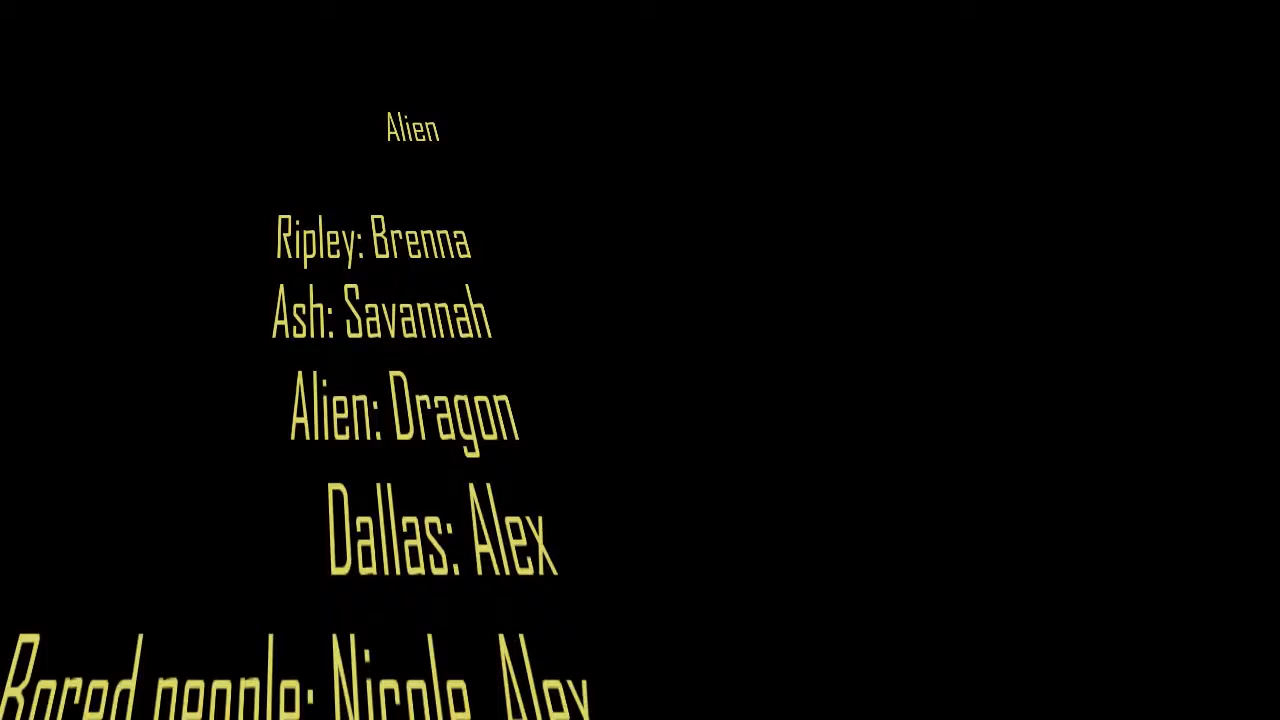 Alien
Ripley: Brenna
Ash: Savannah
Alien: Dragon
Dallas: Alex
Bored people: Nicole, Alex